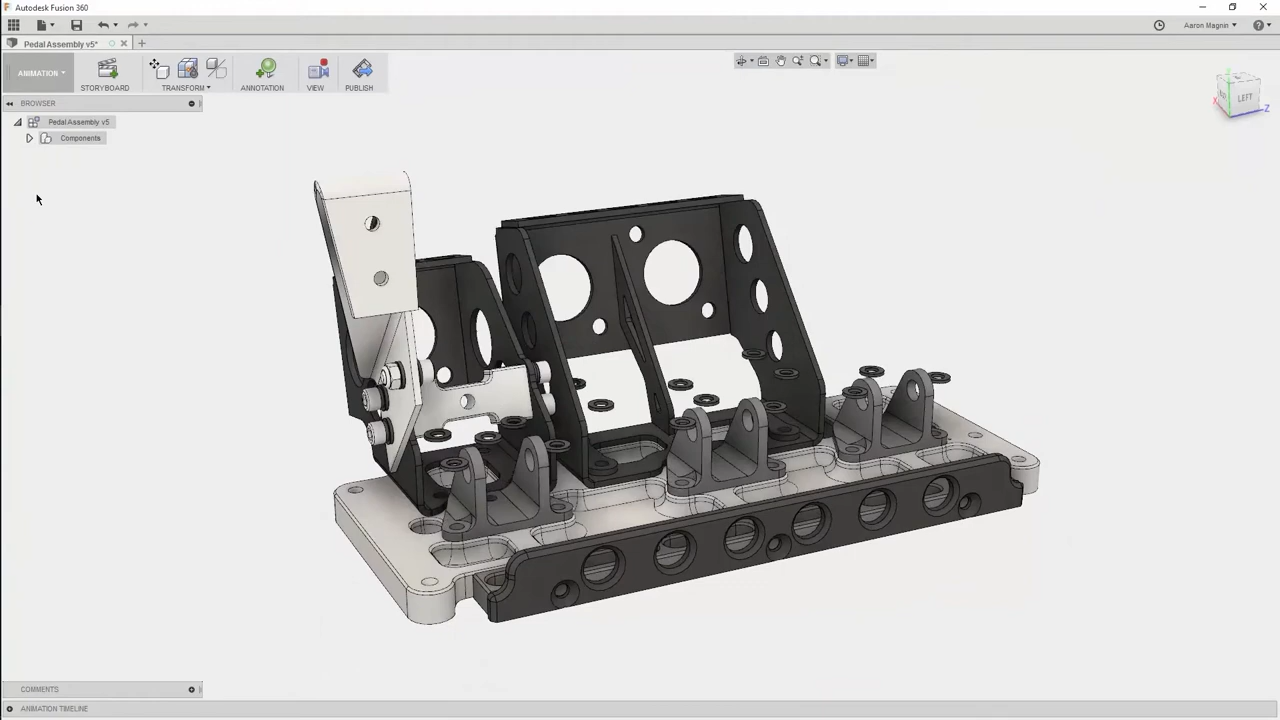 Autodesk Fusion 360
Aaron Magnin
Pedal Assembly v5*
ANIMATION
STORYBOARD
TRANSFORM
ANNOTATION
VIEW
PUBLISH
LEFT
X
Z
BROWSER
Pedal Assembly v5
Components
COMMENTS
ANIMATION TIMELINE